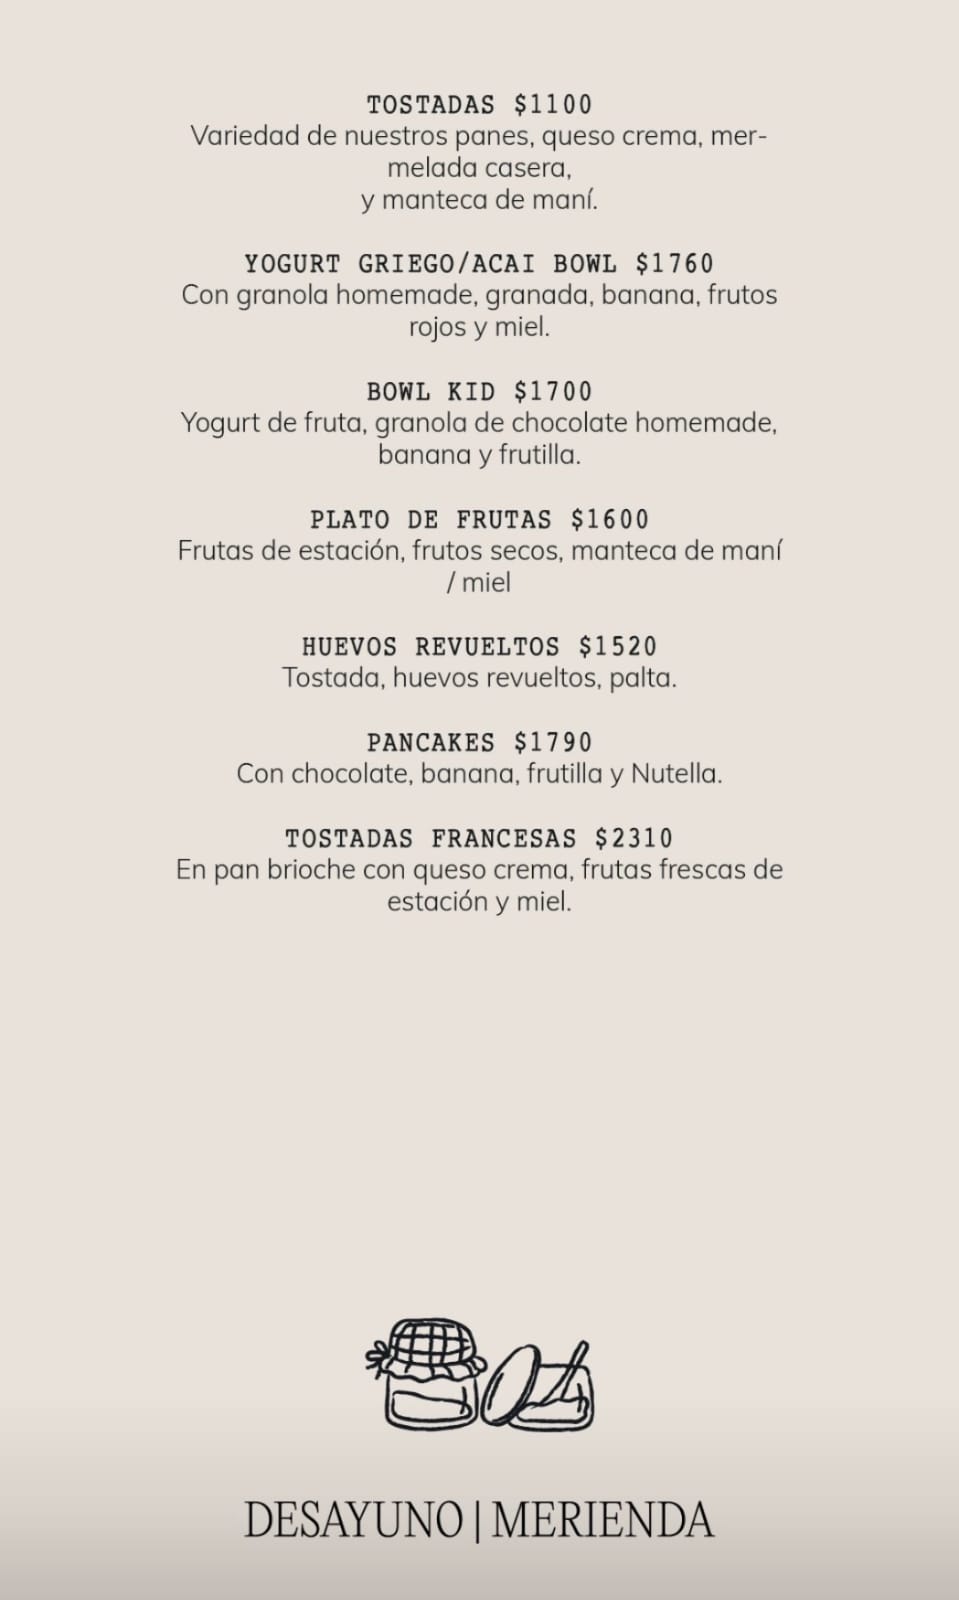 TOSTADAS $1100
Variedad de nuestros panes, queso crema, mer-
melada casera,
y manteca de maní.
YOGURT GRIEGO/ACAI BOWL $1760
Con granola homemade, granada, banana, frutos
rojos y miel.
BOWL KID $1700
Yogurt de fruta, granola de chocolate homemade,
banana y frutilla.
PLATO DE FRUTAS $1600
Frutas de estación, frutos secos, manteca de maní
/ miel
HUEVOS REVUELTOS $1520
Tostada, huevos revueltos, palta.
PANCAKES $1790
Con chocolate, banana, frutilla y Nutella.
TOSTADAS FRANCESAS $2310
En pan brioche con queso crema, frutas frescas de
estación y miel.
DESAYUNO | MERIENDA